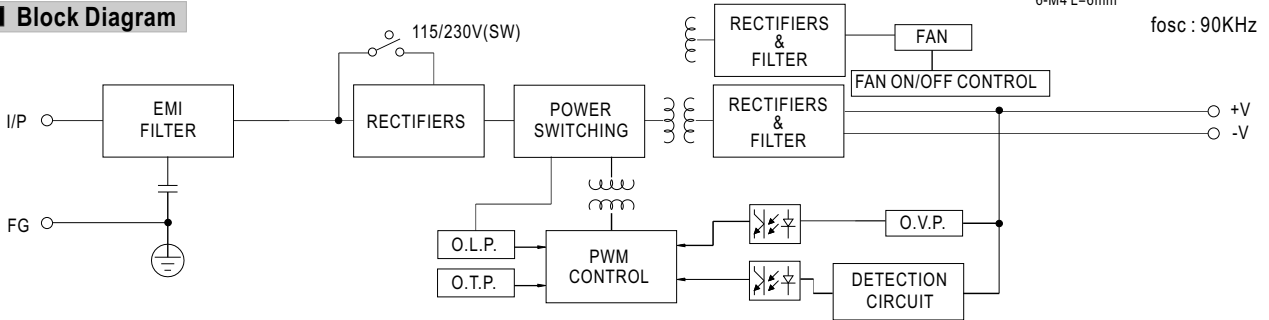 Block Diagram
6-M4 L=6mm
fosc : 90KHz
115/230V(SW)
RECTIFIERS
&
FILTER
FAN
FAN ON/OFF CONTROL
I/P
EMI
FILTER
RECTIFIERS
POWER
SWITCHING
RECTIFIERS
&
FILTER
+V
-V
FG
O.L.P.
O.T.P.
PWM
CONTROL
O.V.P.
DETECTION
CIRCUIT